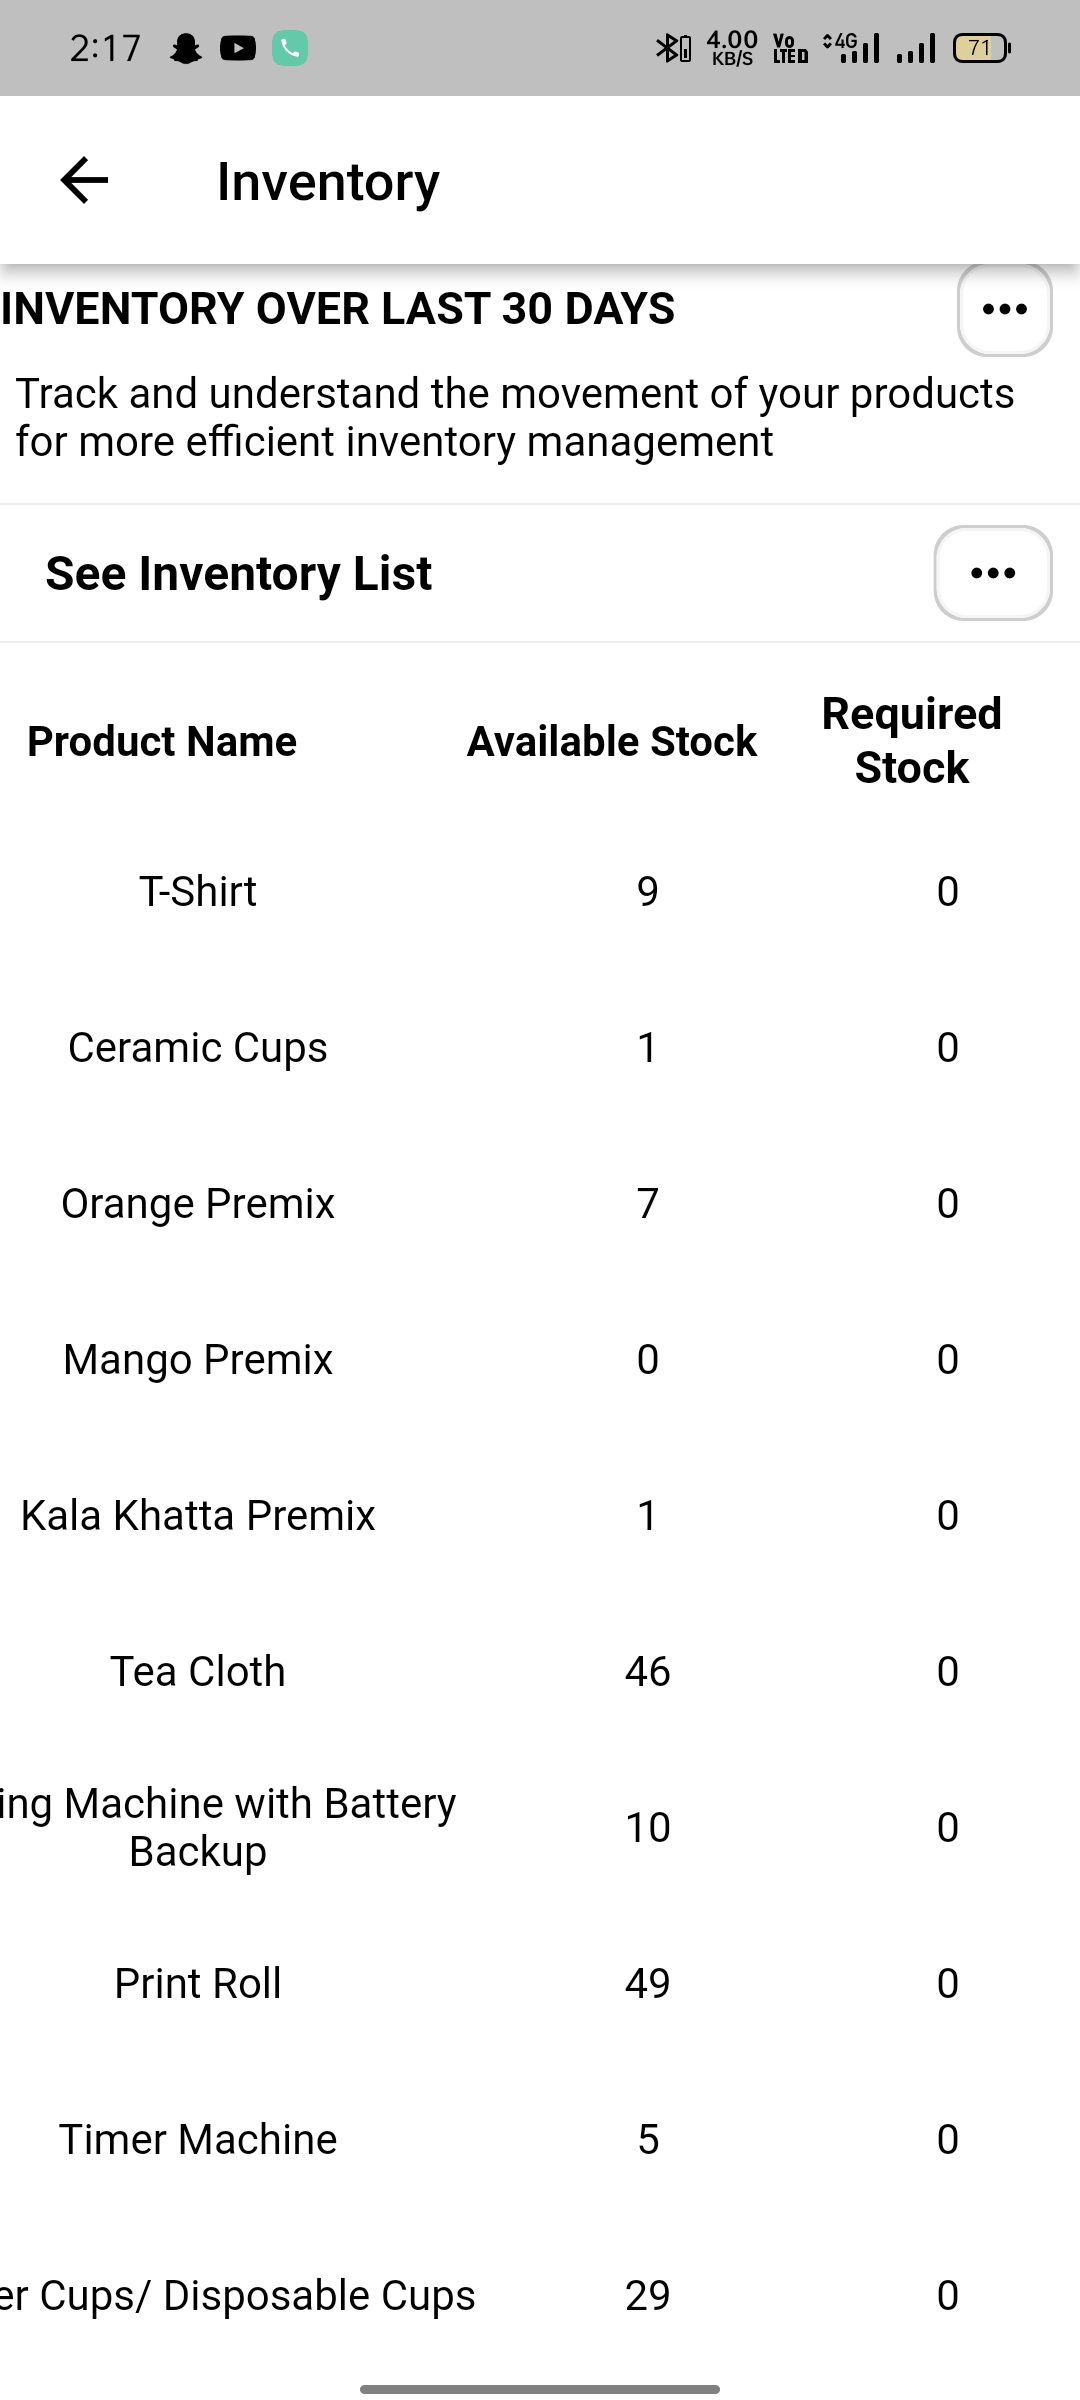 2:17
4.00
KB/S
Vo
LTE D
4G
71
Inventory
INVENTORY OVER LAST 30 DAYS
Track and understand the movement of your products
for more efficient inventory management
See Inventory List
Product Name Available Stock Required
Stock
T-Shirt 9 0
Ceramic Cups 1 0
Orange Premix 7 0
Mango Premix 0 0
Kala Khatta Premix 1 0
Tea Cloth 46 0
ing Machine with Battery
Backup 10 0
Print Roll 49 0
Timer Machine 5 0
er Cups/ Disposable Cups 29 0